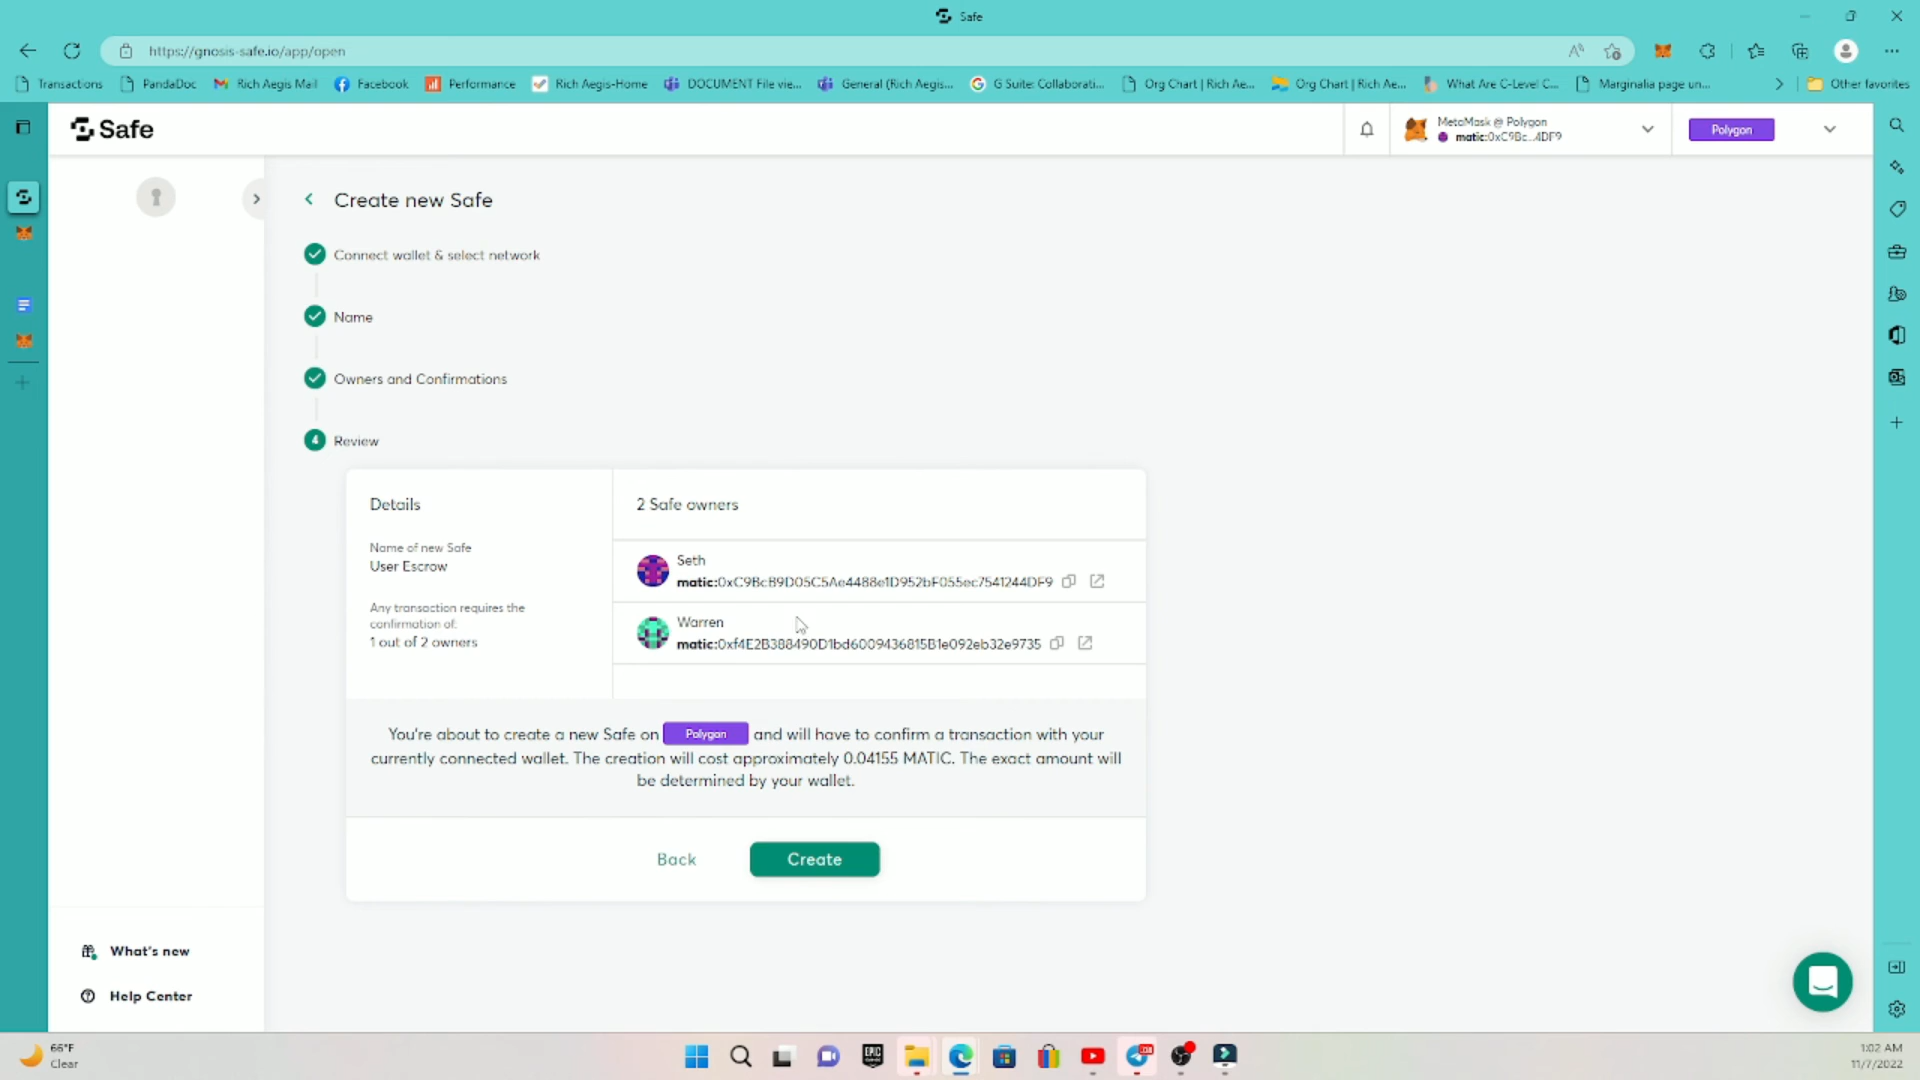 Safe
https://gnosis-safe.io/app/open
Transactions
PandaDoc
Rich Aegis Mail
Facebook
Performance
Rich Aegis-Home
DOCUMENT File vie...
General (Rich Aegis...
G Suite: Collaborati...
Org Chart | Rich Ae...
Org Chart | Rich Ae...
What Are C-Level C...
Marginalia page un...
Other favorites
Safe
MetaMask @ Polygon
matic:0xC9Bc...4DF9
Polygon
Create new Safe
Connect wallet & select network
Name
Owners and Confirmations
4 Review
Details
2 Safe owners
Name of new Safe
User Escrow
Any transaction requires the
confirmation of:
1 out of 2 owners
Seth
matic:0xC9BcB9D05C5Ae4488e1D952bF055ec7541244DF9
Warren
matic:0xf4E2B388490D1bd6009436815B1e092eb32e9735
You're about to create a new Safe on Polygon and will have to confirm a transaction with your
currently connected wallet. The creation will cost approximately 0.04155 MATIC. The exact amount will
be determined by your wallet.
Back
Create
What's new
Help Center
66°F
Clear
EPIC
1:02 AM
11/7/2022